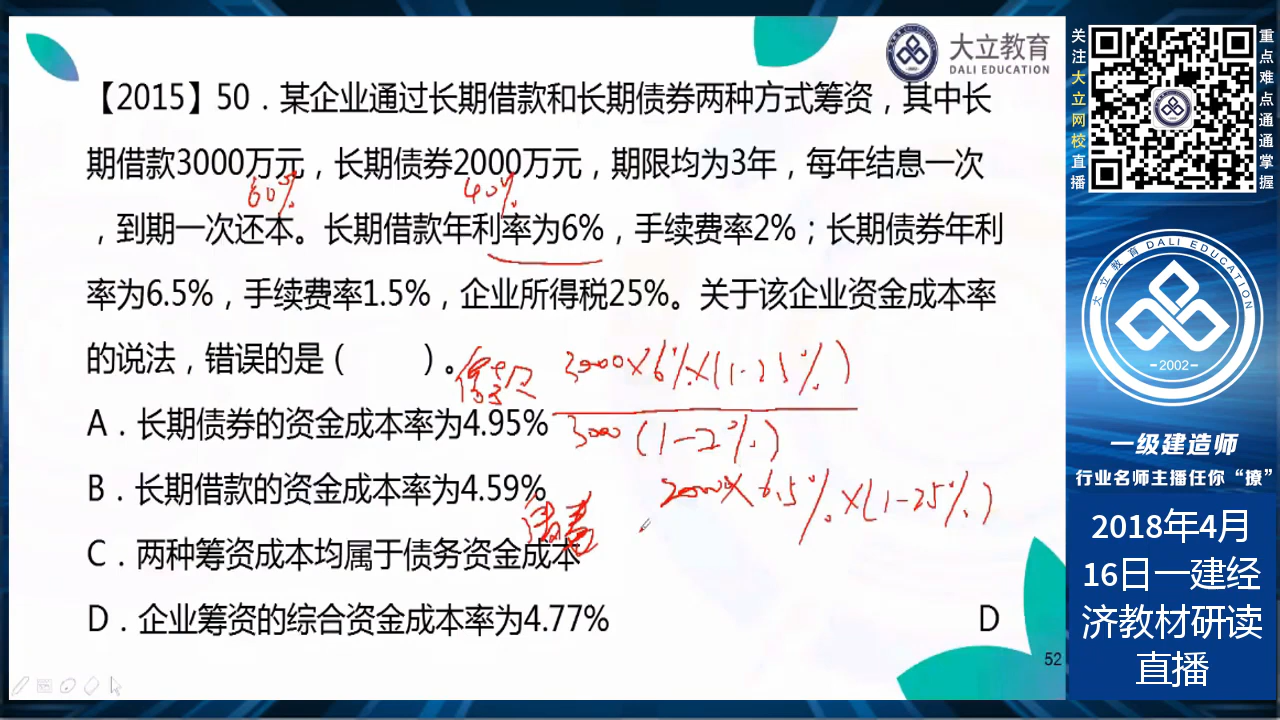 大立教育
DALI EDUCATION
【2015】50．某企业通过长期借款和长期债券两种方式筹资，其中长
期借款3000万元，长期债券2000万元，期限均为3年，每年结息一次
60% 40%
，到期一次还本。长期借款年利率为6%，手续费率2%；长期债券年利
率为6.5%，手续费率1.5%，企业所得税25%。关于该企业资金成本率
的说法，错误的是（　　）。
借款 3000×6%×(1-25%)
A．长期债券的资金成本率为4.95%
3000(1-2%)
B．长期借款的资金成本率为4.59%
2000×6.5%×(1-25%)
C．两种筹资成本均属于债务资金成本
D．企业筹资的综合资金成本率为4.77%
D
52
关注大立网校直播
重点难点通通掌握
大立教育 DALI EDUCATION
2002
一级建造师
行业名师主播任你“撩”
2018年4月
16日一建经
济教材研读
直播